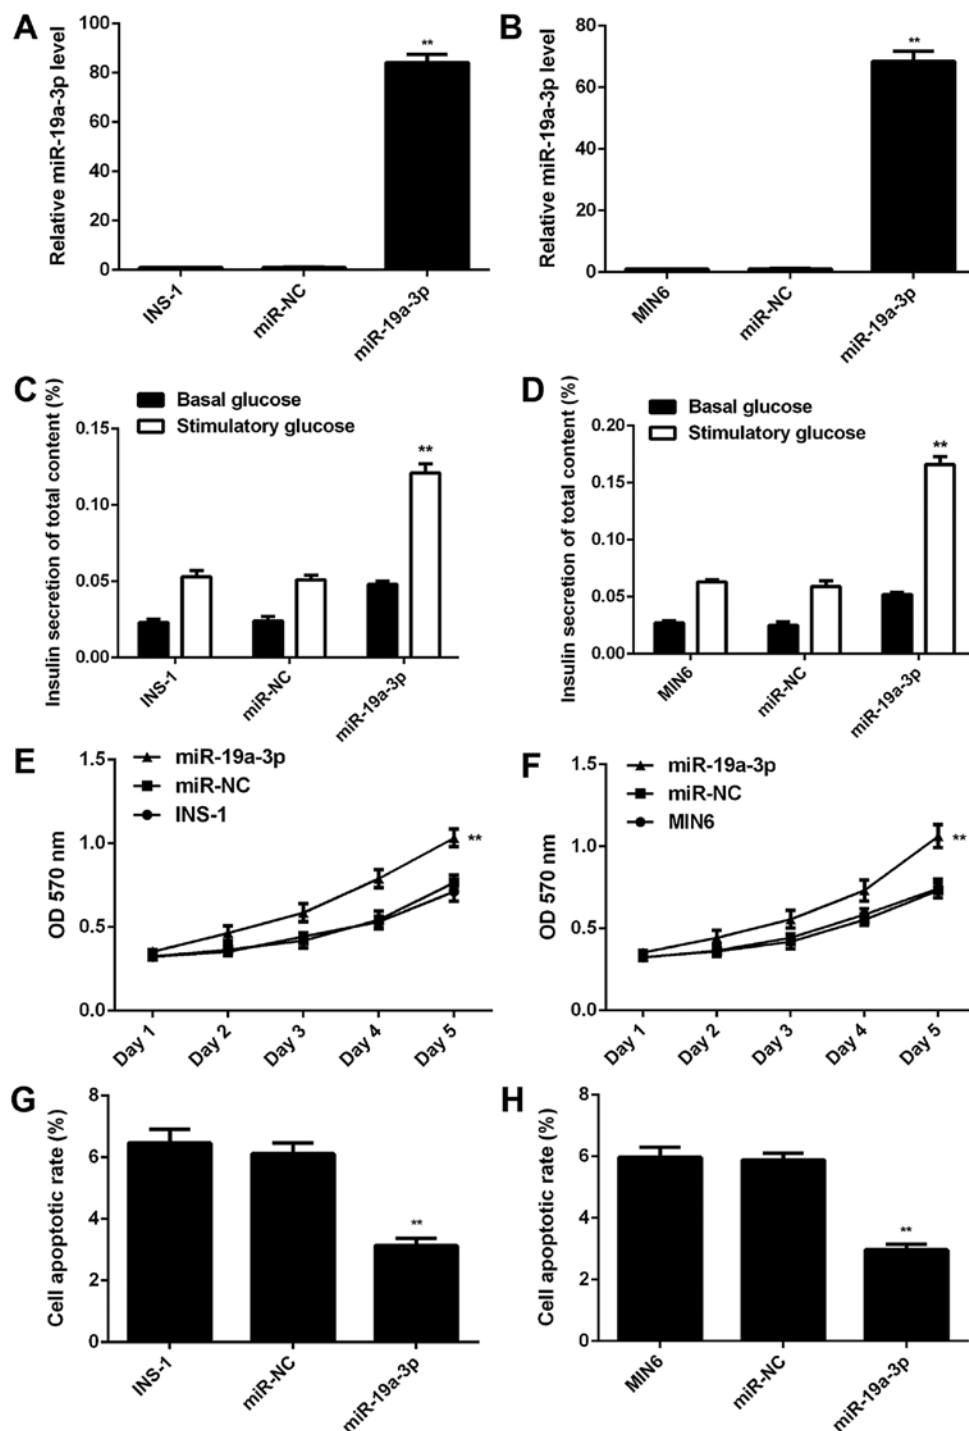 A
Relative miR-19a-3p level
100
80
60
40
20
0
**
INS-1
miR-NC
miR-19a-3p
B
Relative miR-19a-3p level
80
60
40
20
0
**
MIN6
miR-NC
miR-19a-3p
C
Insulin secretion of total content (%)
Basal glucose
Stimulatory glucose
0.15
0.10
0.05
0.00
**
INS-1
miR-NC
miR-19a-3p
D
Insulin secretion of total content (%)
Basal glucose
Stimulatory glucose
0.20
0.15
0.10
0.05
0.00
**
MIN6
miR-NC
miR-19a-3p
E
OD 570 nm
miR-19a-3p
miR-NC
INS-1
1.5
1.0
0.5
0.0
**
Day 1
Day 2
Day 3
Day 4
Day 5
F
OD 570 nm
miR-19a-3p
miR-NC
MIN6
1.5
1.0
0.5
0.0
**
Day 1
Day 2
Day 3
Day 4
Day 5
G
Cell apoptotic rate (%)
8
6
4
2
0
**
INS-1
miR-NC
miR-19a-3p
H
Cell apoptotic rate (%)
8
6
4
2
0
**
MIN6
miR-NC
miR-19a-3p